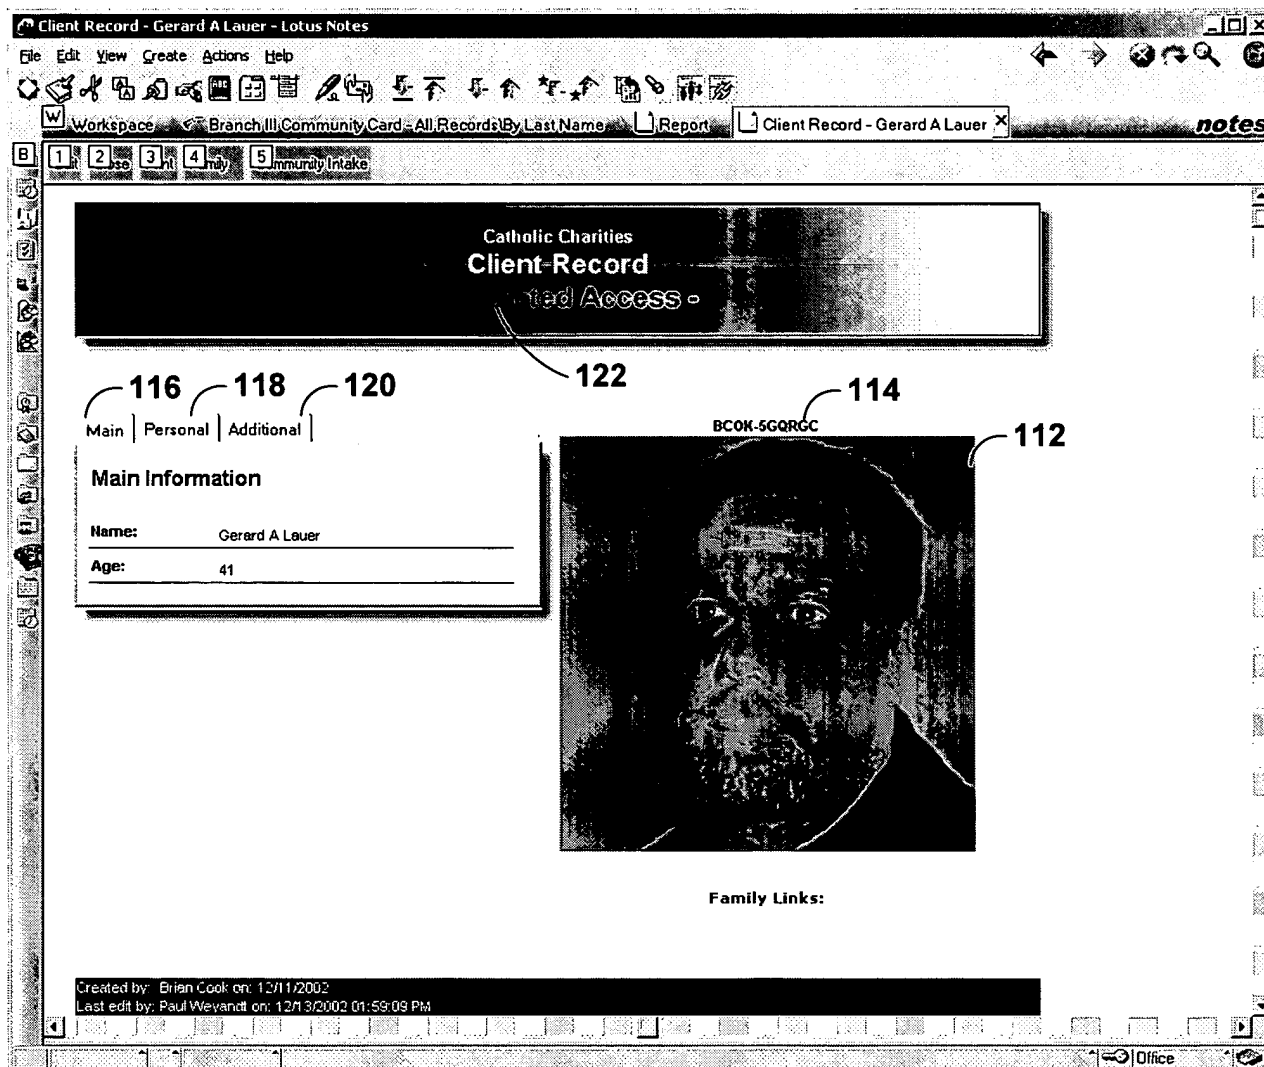 Client Record - Gerard A Lauer - Lotus Notes
File Edit View Create Actions Help
W Workspace Branch III Community Card - All Records\By Last Name Report Client Record - Gerard A Lauer notes
B 1 2 3 4 5 Intake
Catholic Charities
Client-Record
Access -
122
116 118 120
114
Main Personal Additional
BC0K-5GQRGC
112
Main Information
Name: Gerard A Lauer
Age: 41
Family Links:
Created by: Brian Cook on: 12/11/2002
Last edit by: Paul Weyandt on: 12/13/2002 01:59:09 PM
Office